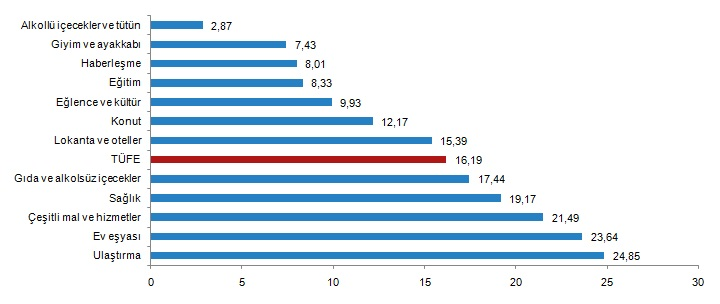 Alkollü içecekler ve tütün 2,87
Giyim ve ayakkabı 7,43
Haberleşme 8,01
Eğitim 8,33
Eğlence ve kültür 9,93
Konut 12,17
Lokanta ve oteller 15,39
TÜFE 16,19
Gıda ve alkolsüz içecekler 17,44
Sağlık 19,17
Çeşitli mal ve hizmetler 21,49
Ev eşyası 23,64
Ulaştırma 24,85
0 5 10 15 20 25 30